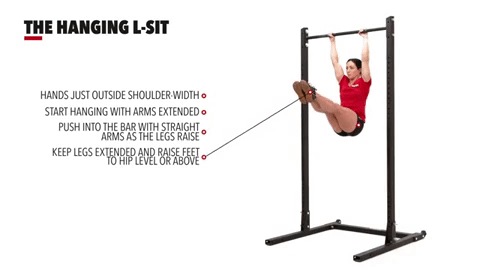 THE HANGING L-SIT
HANDS JUST OUTSIDE SHOULDER-WIDTH
START HANGING WITH ARMS EXTENDED
PUSH INTO THE BAR WITH STRAIGHT
ARMS AS THE LEGS RAISE
KEEP LEGS EXTENDED AND RAISE FEET
TO HIP LEVEL OR ABOVE